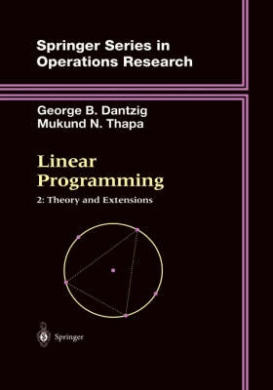 Springer Series in
Operations Research
George B. Dantzig
Mukund N. Thapa
Linear
Programming
2: Theory and Extensions
Springer